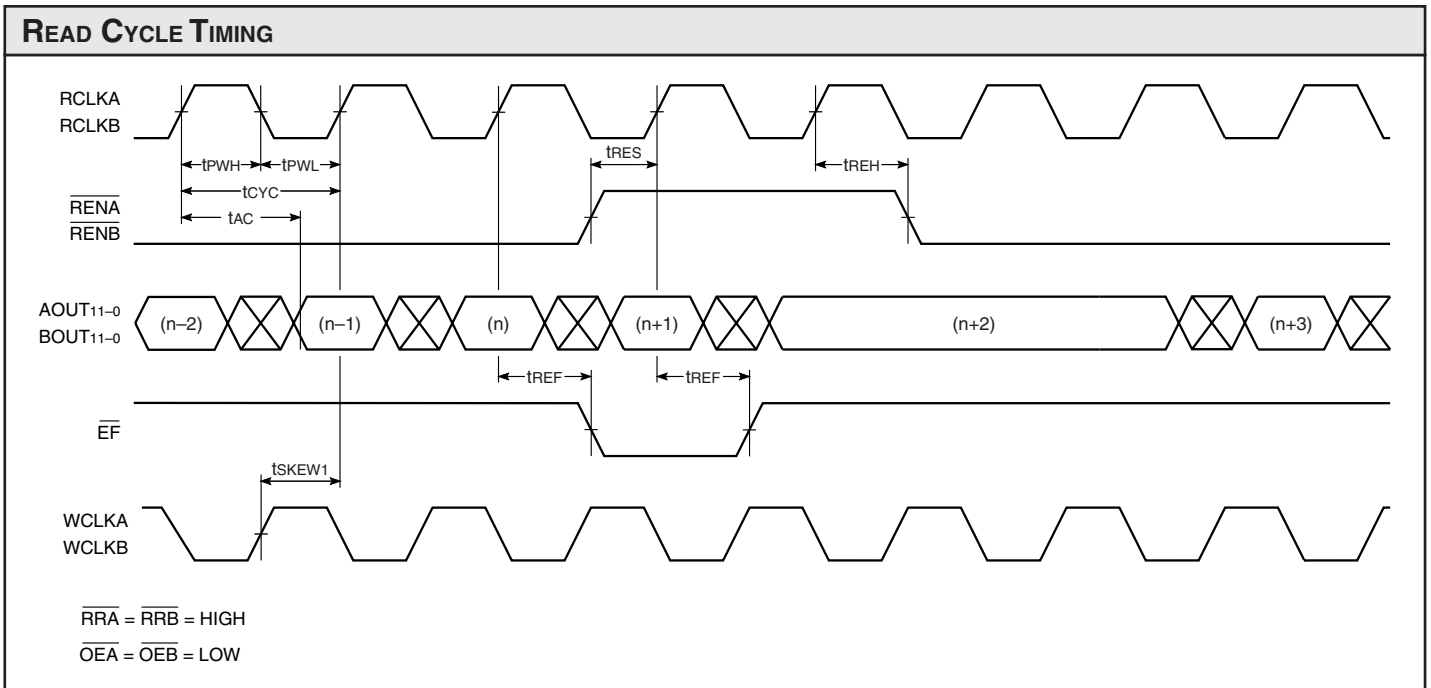 READ CYCLE TIMING
RCLKA
RCLKB
tPWH
tPWL
tRES
tREH
tCYC
tAC
RENA
RENB
AOUT11–0
BOUT11–0
(n–2)
(n–1)
(n)
(n+1)
(n+2)
(n+3)
tREF
tREF
EF
tSKEW1
WCLKA
WCLKB
RRA = RRB = HIGH
OEA = OEB = LOW